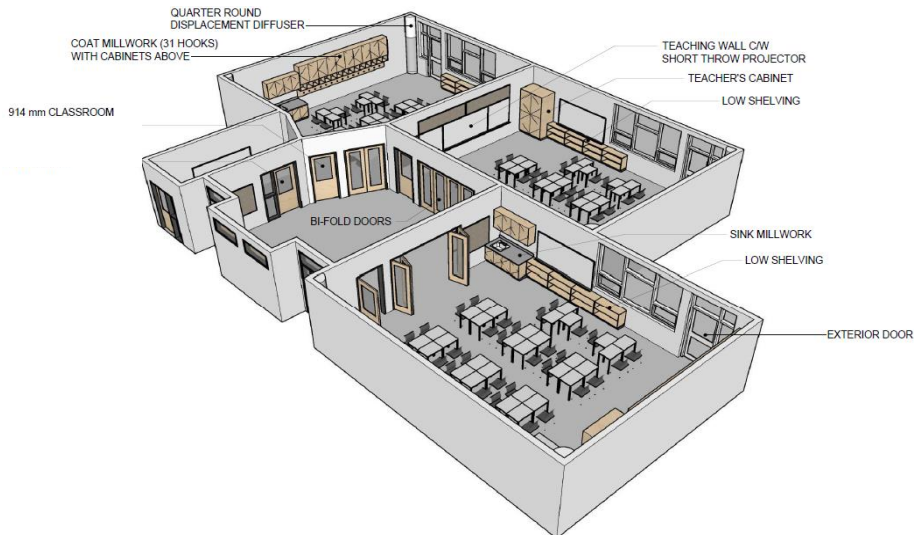 QUARTER ROUND
DISPLACEMENT DIFFUSER
COAT MILLWORK (31 HOOKS)
WITH CABINETS ABOVE
914 mm CLASSROOM
TEACHING WALL C/W
SHORT THROW PROJECTOR
TEACHER'S CABINET
LOW SHELVING
BI-FOLD DOORS
SINK MILLWORK
LOW SHELVING
EXTERIOR DOOR